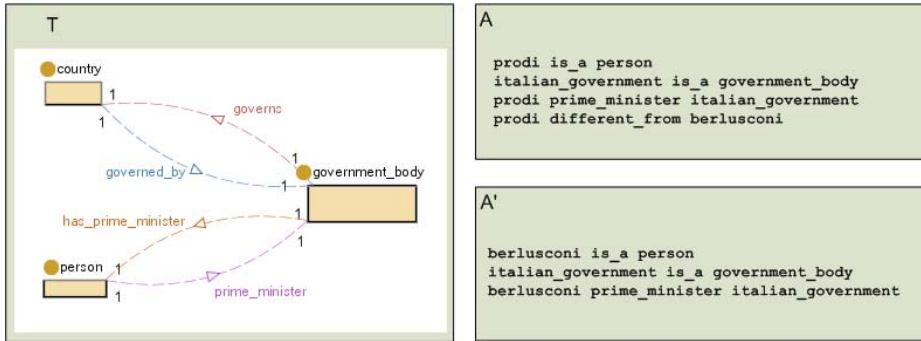 T
country
1
1
governs
governed_by
1
government_body
1
1
has_prime_minister
1
person
1
1
prime_minister
A
prodi is_a person
italian_government is_a government_body
prodi prime_minister italian_government
prodi different_from berlusconi
A'
berlusconi is_a person
italian_government is_a government_body
berlusconi prime_minister italian_government